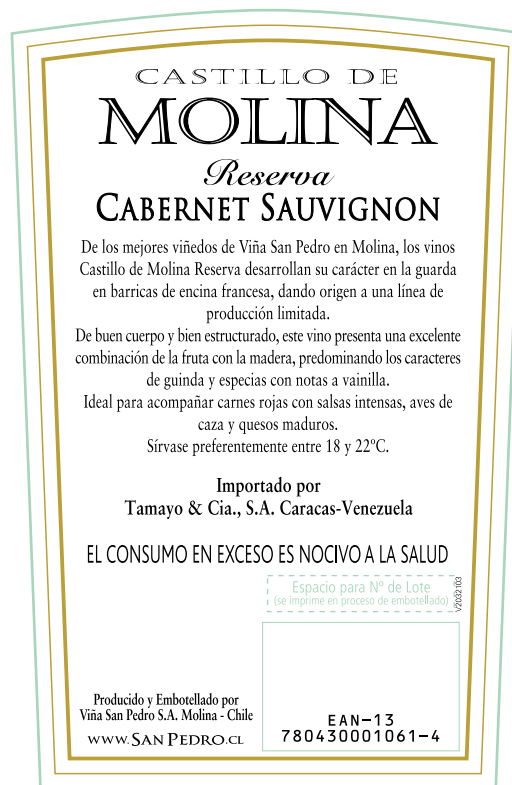 CASTILLO DE
MOLINA
Reserva
CABERNET SAUVIGNON
De los mejores viñedos de Viña San Pedro en Molina, los vinos
Castillo de Molina Reserva desarrollan su carácter en la guarda
en barricas de encina francesa, dando origen a una línea de
producción limitada.
De buen cuerpo y bien estructurado, este vino presenta una excelente
combinación de la fruta con la madera, predominando los caracteres
de guinda y especias con notas a vainilla.
Ideal para acompañar carnes rojas con salsas intensas, aves de
caza y quesos maduros.
Sírvase preferentemente entre 18 y 22ºC.
Importado por
Tamayo & Cia., S.A. Caracas-Venezuela
EL CONSUMO EN EXCESO ES NOCIVO A LA SALUD
Espacio para Nº de Lote
(se imprime en proceso de embotellado)
V2032103
Producido y Embotellado por
Viña San Pedro S.A. Molina - Chile
WWW.SAN PEDRO.CL
EAN-13
780430001061-4